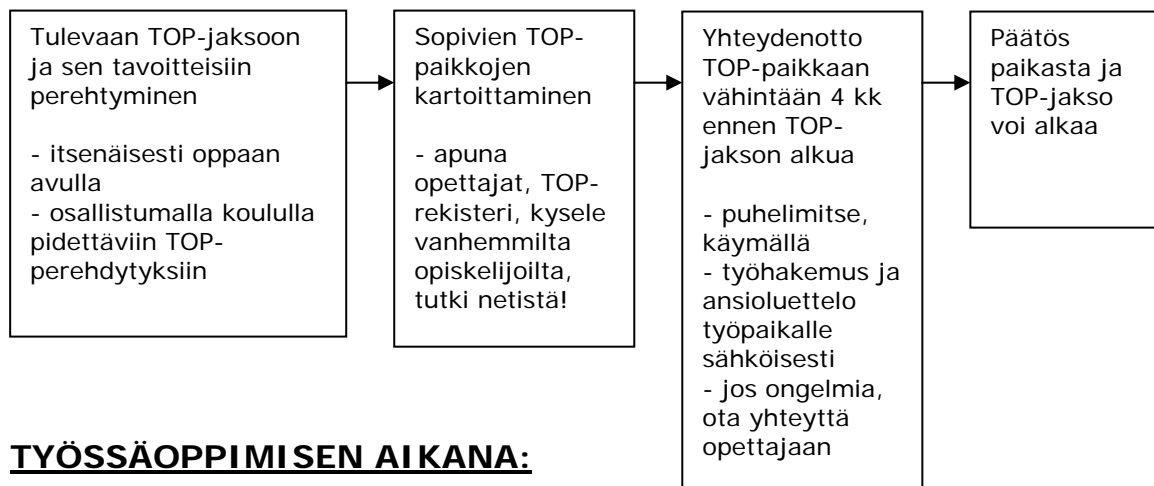 Tulevaan TOP-jaksoon
ja sen tavoitteisiin
perehtyminen
- itsenäisesti oppaan
avulla
- osallistumalla koululla
pidettäviin TOP-
perehdytyksiin
Sopivien TOP-
paikkojen
kartoittaminen
- apuna
opettajat, TOP-
rekisteri, kysele
vanhemmilta
opiskelijoilta,
tutki netistä!
Yhteydenotto
TOP-paikkaan
vähintään 4 kk
ennen TOP-
jakson alkua
- puhelimitse,
käymällä
- työhakemus ja
ansioluettelo
työpaikalle
sähköisesti
- jos ongelmia,
ota yhteyttä
opettajaan
Päätös
paikasta ja
TOP-jakso
voi alkaa
TYÖSSÄOPPIMISEN AIKANA: